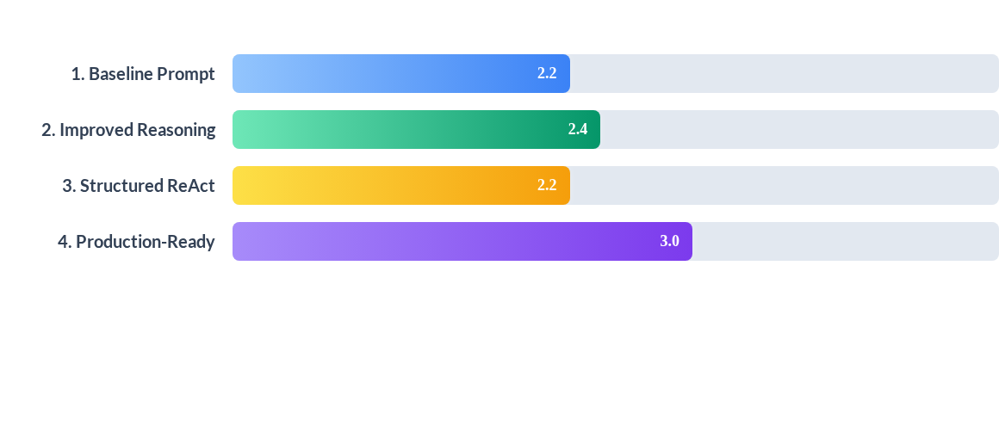 1. Baseline Prompt 2.2
2. Improved Reasoning 2.4
3. Structured ReAct 2.2
4. Production-Ready 3.0